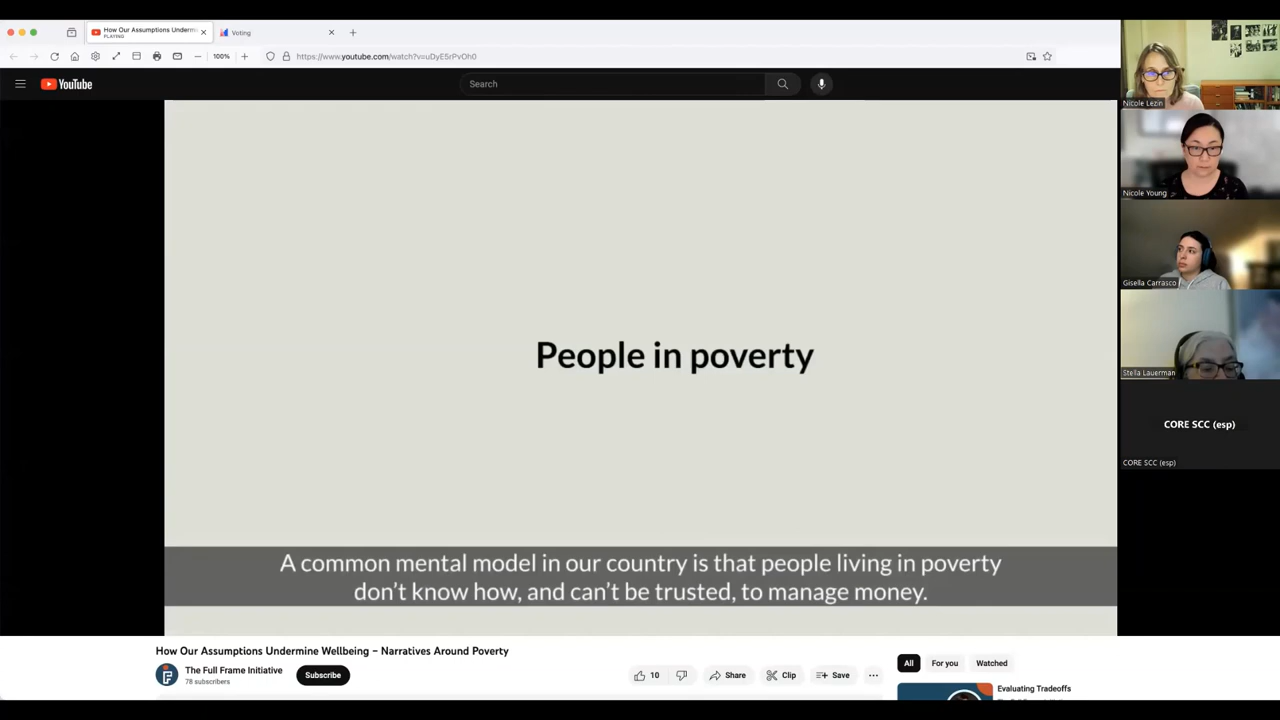 How Our Assumptions Undermin
PLAYING
Voting
100%
https://www.youtube.com/watch?v=uDyE5rPvOh0
YouTube
Search
People in poverty
A common mental model in our country is that people living in poverty
don't know how, and can't be trusted, to manage money.
How Our Assumptions Undermine Wellbeing – Narratives Around Poverty
The Full Frame Initiative
78 subscribers
Subscribe
10
Share
Clip
Save
All
For you
Watched
Evaluating Tradeoffs
Nicole Lezin
Nicole Young
Gisella Carrasco
Stella Lauerman
CORE SCC (esp)
CORE SCC (esp)